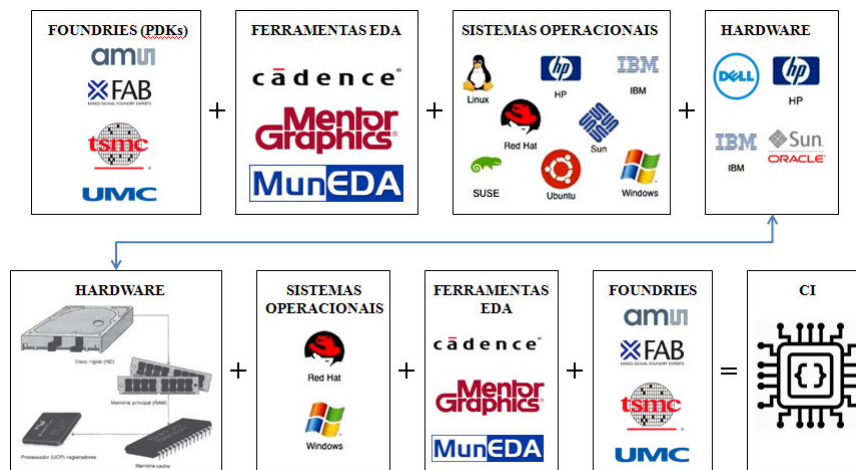 FOUNDRIES (PDKs)
amu
XFAB
MIXED-SIGNAL FOUNDRY EXPERTS
tsmc
UMC
+
FERRAMENTAS EDA
cādence®
Mentor
Graphics®
MunEDA
+
SISTEMAS OPERACIONAIS
Linux
hp
HP
IBM
IBM
Red Hat
Sun
SUSE
Ubuntu
Windows
+
HARDWARE
DELL
hp
HP
IBM
IBM
Sun
ORACLE®
HARDWARE
Disco rígido (HD)
Memória principal (RAM)
Processador (UCP) registradores
Memória cache
+
SISTEMAS
OPERACIONAIS
Red Hat
Windows
+
FERRAMENTAS
EDA
cādence®
Mentor
Graphics®
MunEDA
+
FOUNDRIES
amu
XFAB
MIXED-SIGNAL FOUNDRY EXPERTS
tsmc
UMC
=
CI
{ }